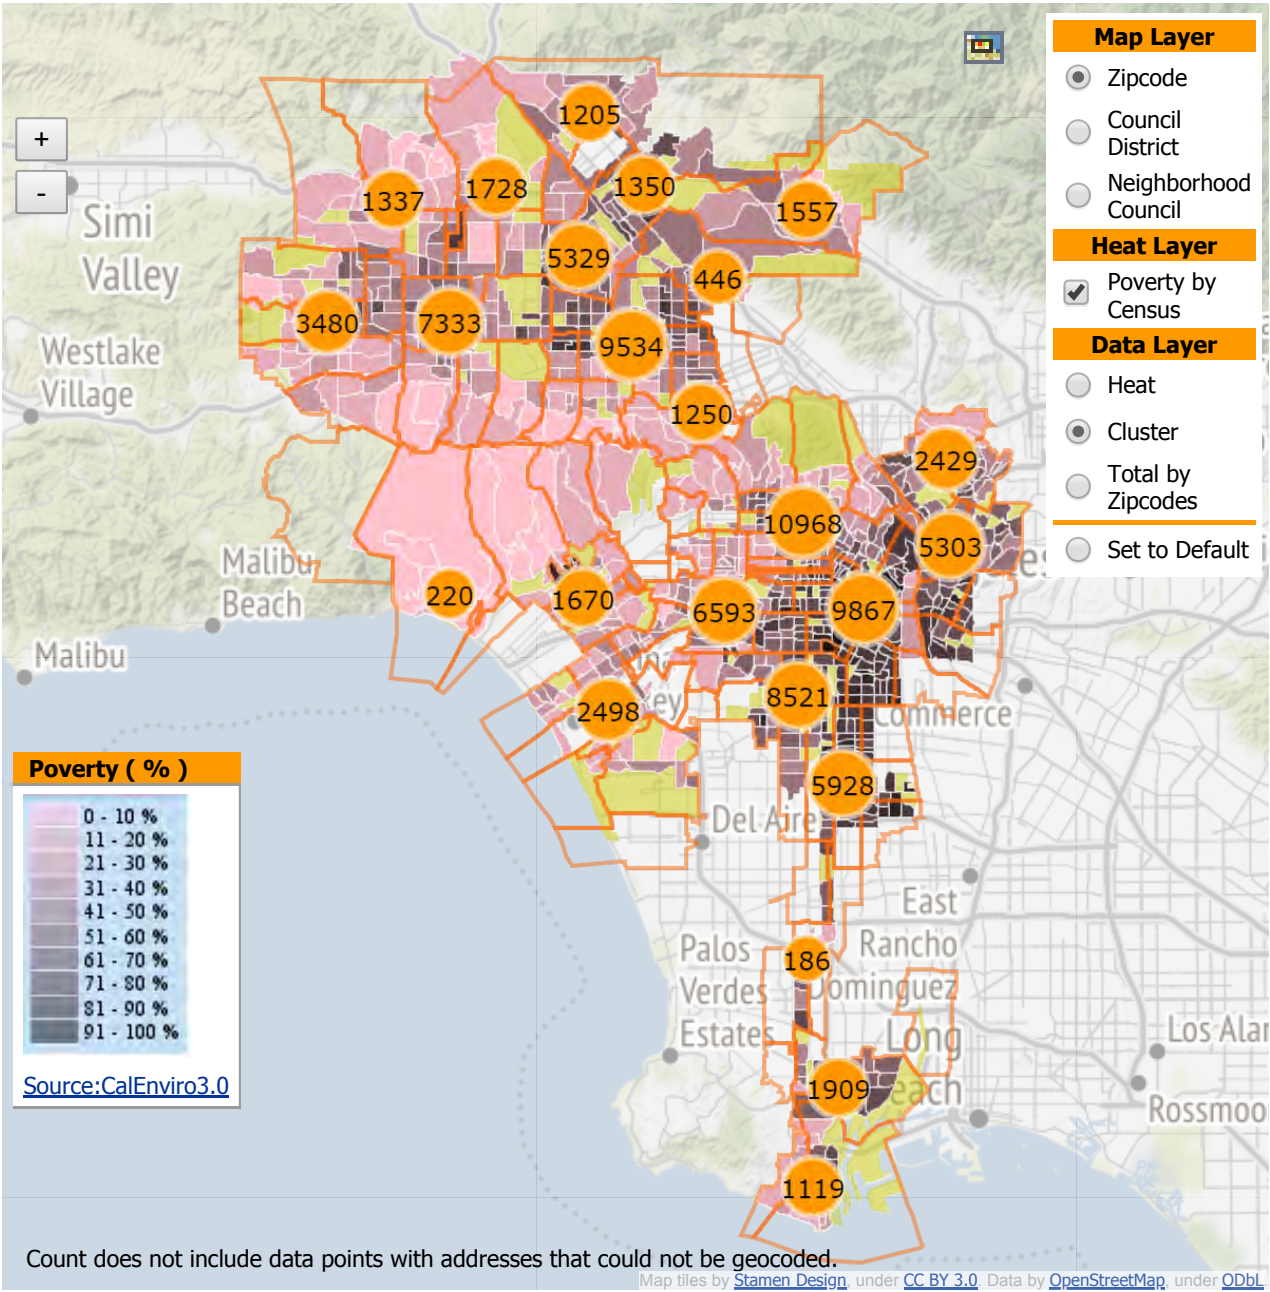 Map Layer
Zipcode
Council
District
Neighborhood
Council
Heat Layer
Poverty by
Census
Data Layer
Heat
Cluster
Total by
Zipcodes
Set to Default
+
-
1205
1337
1728
1350
1557
5329
446
3480
7333
9534
1250
2429
10968
5303
220
1670
6593
9867
2498
8521
5928
186
1909
1119
Simi
Valley
Westlake
Village
Malibu
Beach
Malibu
Commerce
Del Aire
East
Rancho
Dominguez
Palos
Verdes
Estates
Long
each
Los Alar
Rossmoo
Poverty ( % )
0 - 10 %
11 - 20 %
21 - 30 %
31 - 40 %
41 - 50 %
51 - 60 %
61 - 70 %
71 - 80 %
81 - 90 %
91 - 100 %
Source:CalEnviro3.0
Count does not include data points with addresses that could not be geocoded.
Map tiles by Stamen Design, under CC BY 3.0. Data by OpenStreetMap, under ODbL.